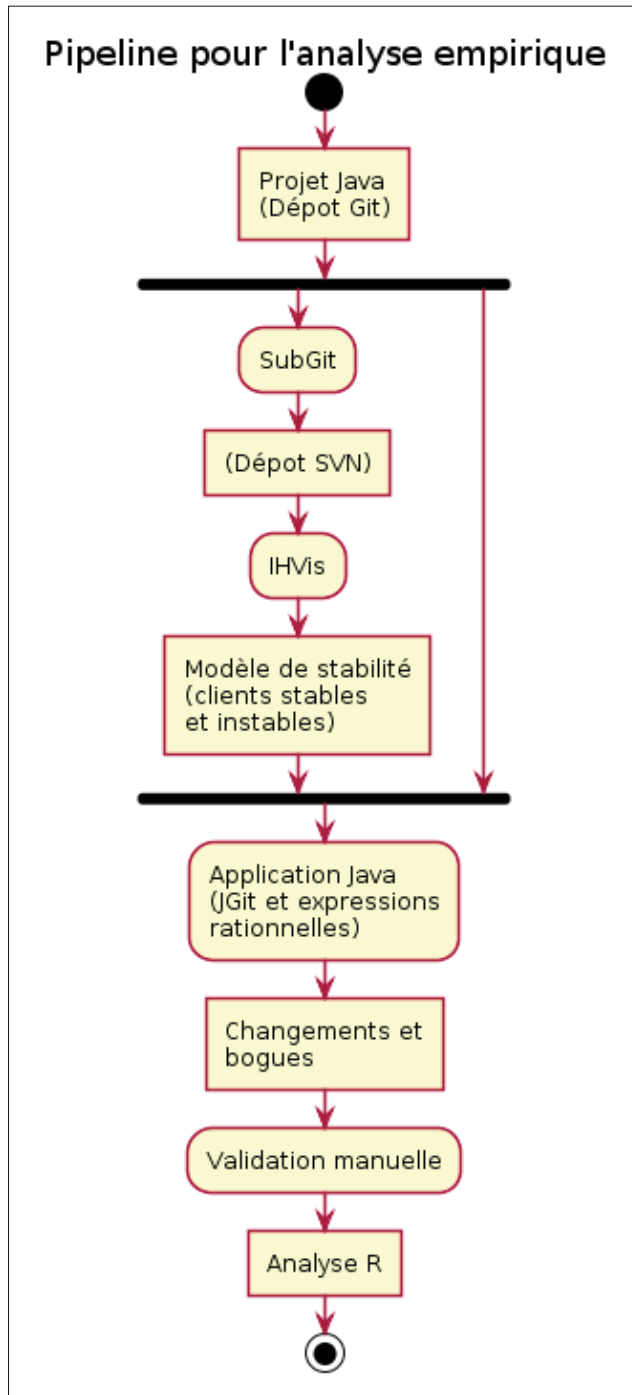 Pipeline pour l'analyse empirique
Projet Java
(Dépot Git)
SubGit
(Dépot SVN)
IHVis
Modèle de stabilité
(clients stables
et instables)
Application Java
(JGit et expressions
rationnelles)
Changements et
bogues
Validation manuelle
Analyse R